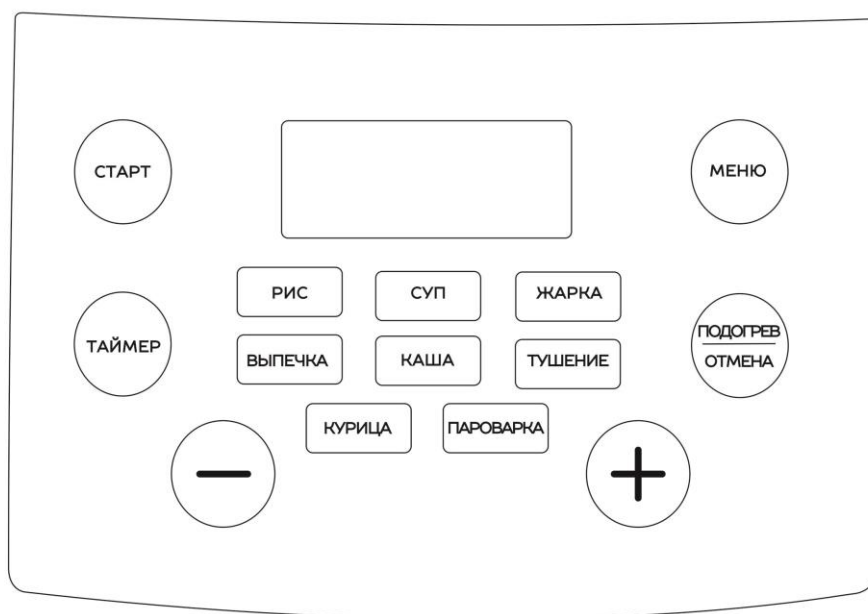 СТАРТ
МЕНЮ
РИС
СУП
ЖАРКА
ТАЙМЕР
ВЫПЕЧКА
КАША
ТУШЕНИЕ
ПОДОГРЕВ
ОТМЕНА
КУРИЦА
ПАРОВАРКА